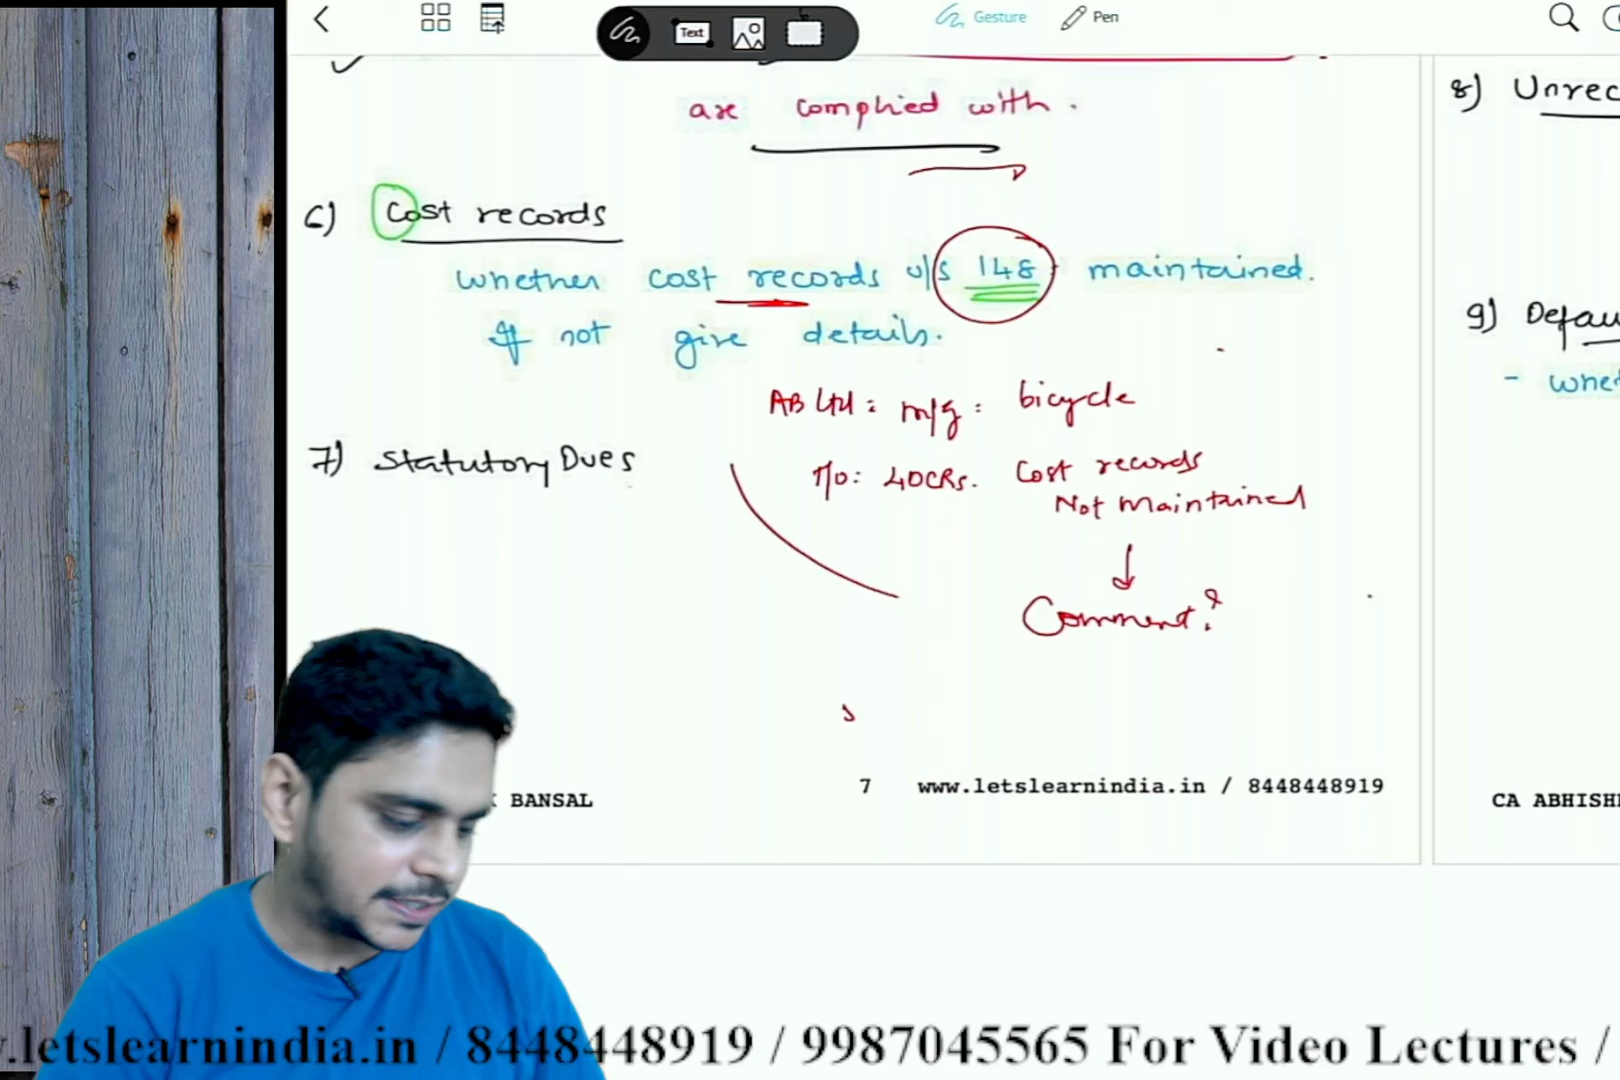 Text
Gesture
Pen
are complied with.
6) Cost records
Whether cost records u/s 148 maintained.
If not give details.
AB Ltd: m/g: bicycle
T/o: 40CRs. Cost records
Not Maintained
Comment?
7) Statutory Dues
BANSAL
7 www.letslearnindia.in / 8448448919
8) Unrec
9) Defau
- whet
CA ABHISH
.letslearnindia.in / 8448448919 / 9987045565 For Video Lectures /